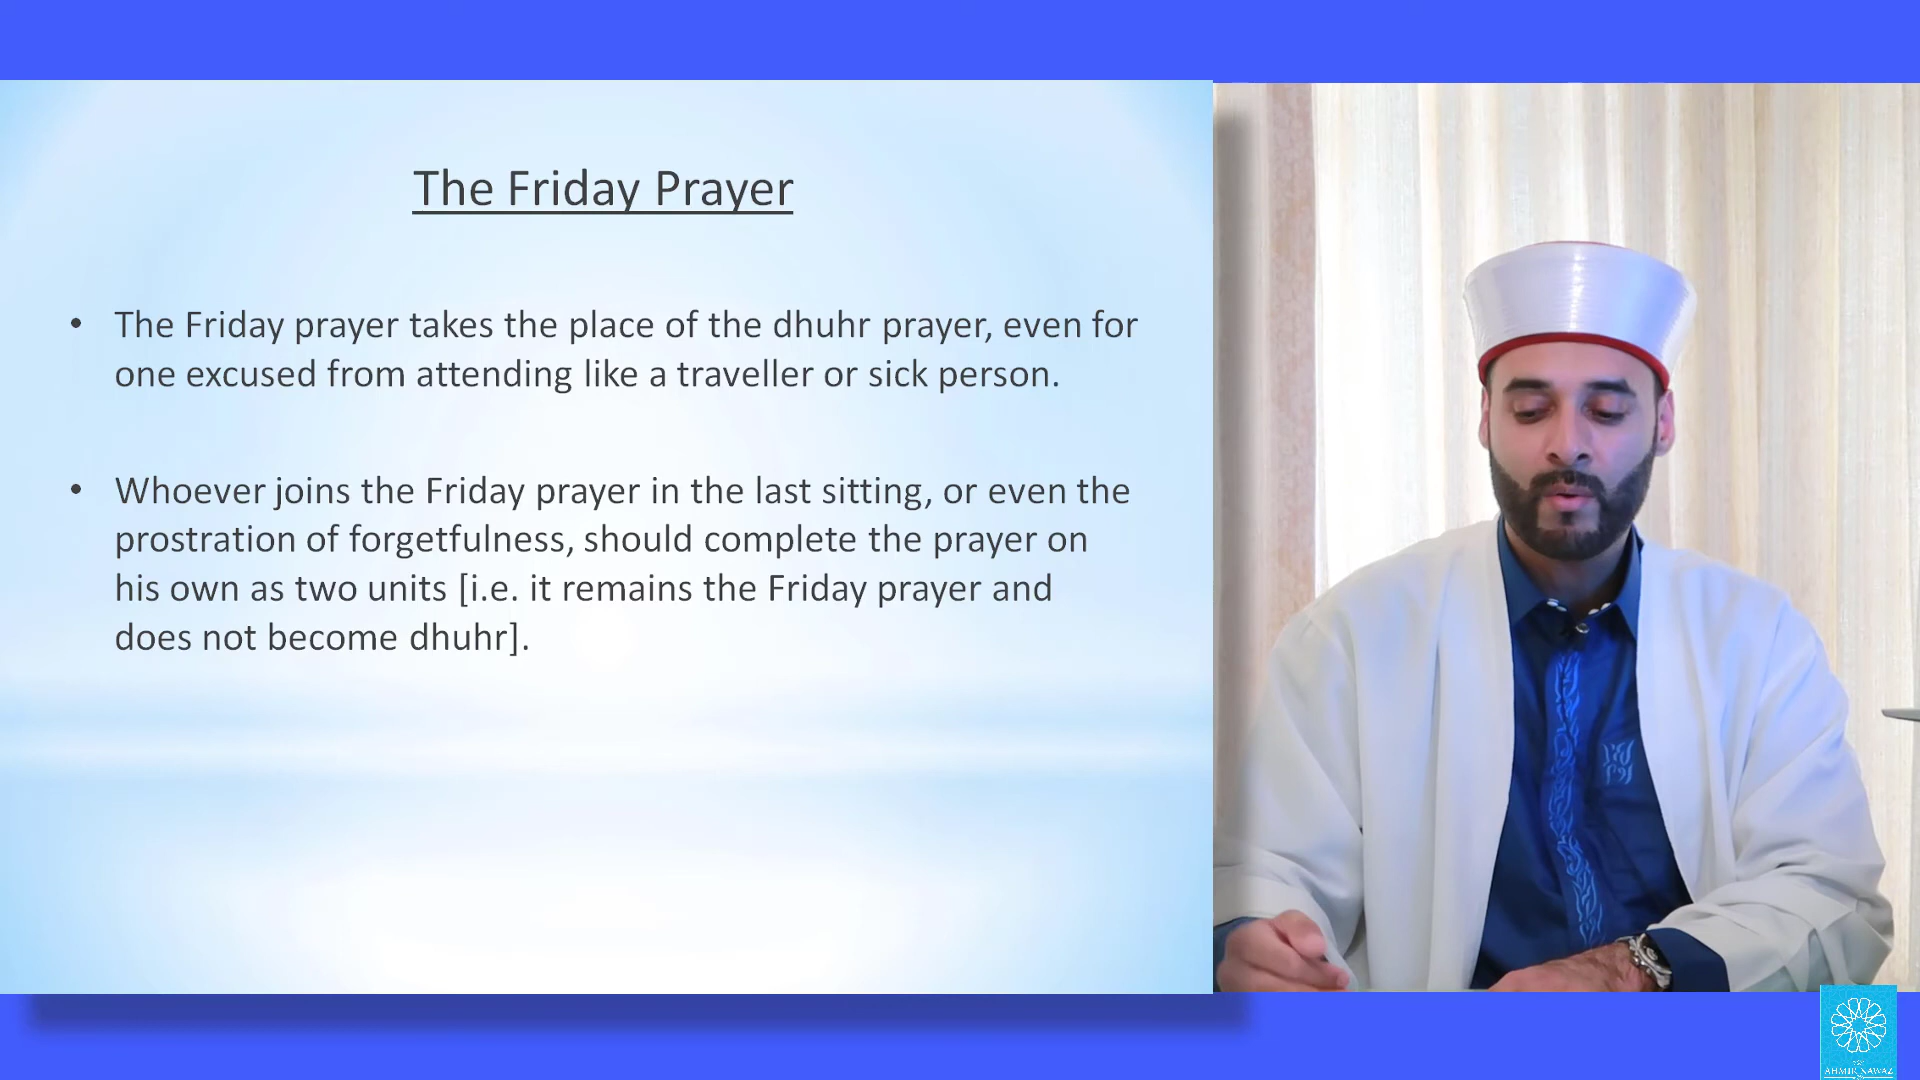 The Friday Prayer
• The Friday prayer takes the place of the dhuhr prayer, even for
one excused from attending like a traveller or sick person.
• Whoever joins the Friday prayer in the last sitting, or even the
prostration of forgetfulness, should complete the prayer on
his own as two units [i.e. it remains the Friday prayer and
does not become dhuhr].
AHMIR NAWAZ